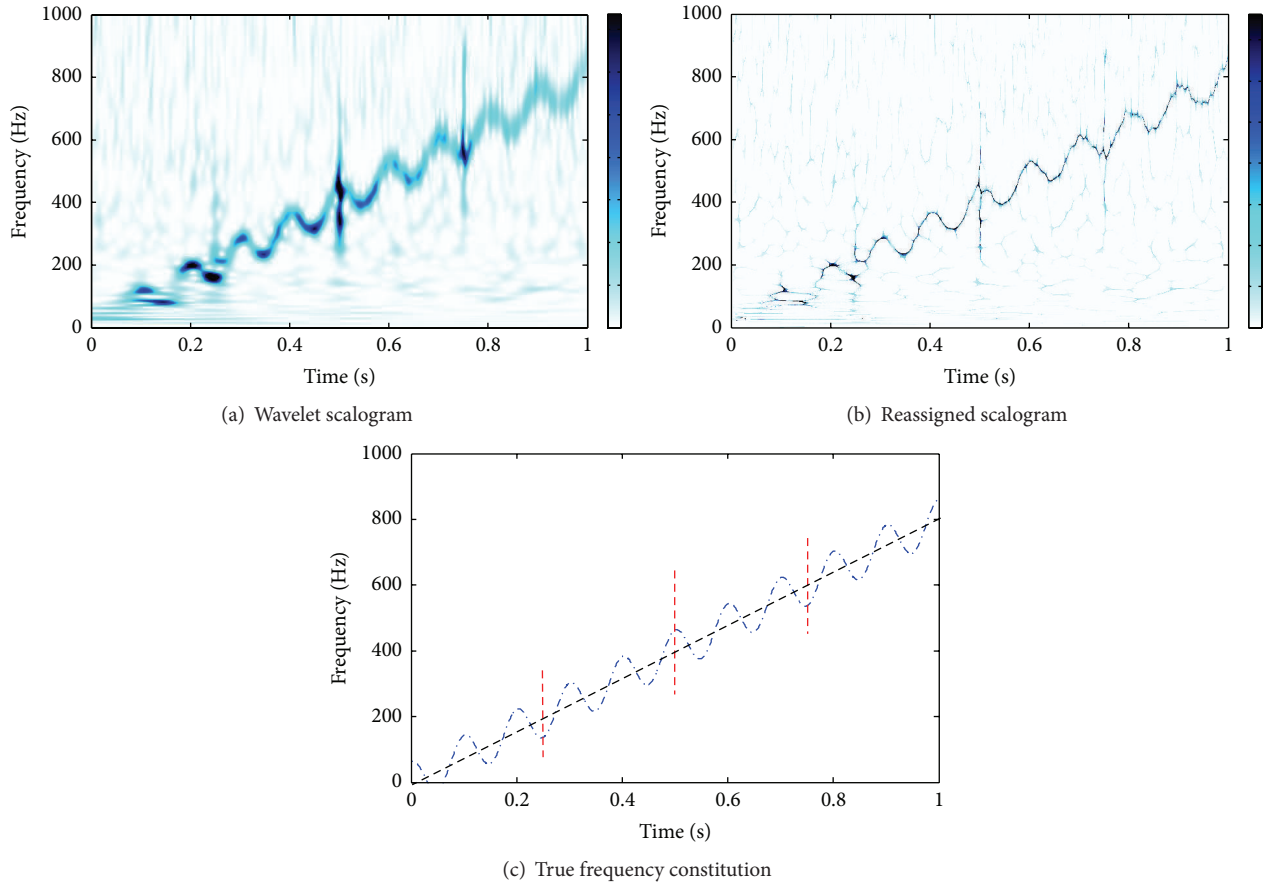 1000
800
600
400
200
0
Frequency (Hz)
0 0.2 0.4 0.6 0.8 1
Time (s)
(a) Wavelet scalogram
1000
800
600
400
200
0
Frequency (Hz)
0 0.2 0.4 0.6 0.8 1
Time (s)
(b) Reassigned scalogram
1000
800
600
400
200
0
Frequency (Hz)
0 0.2 0.4 0.6 0.8 1
Time (s)
(c) True frequency constitution